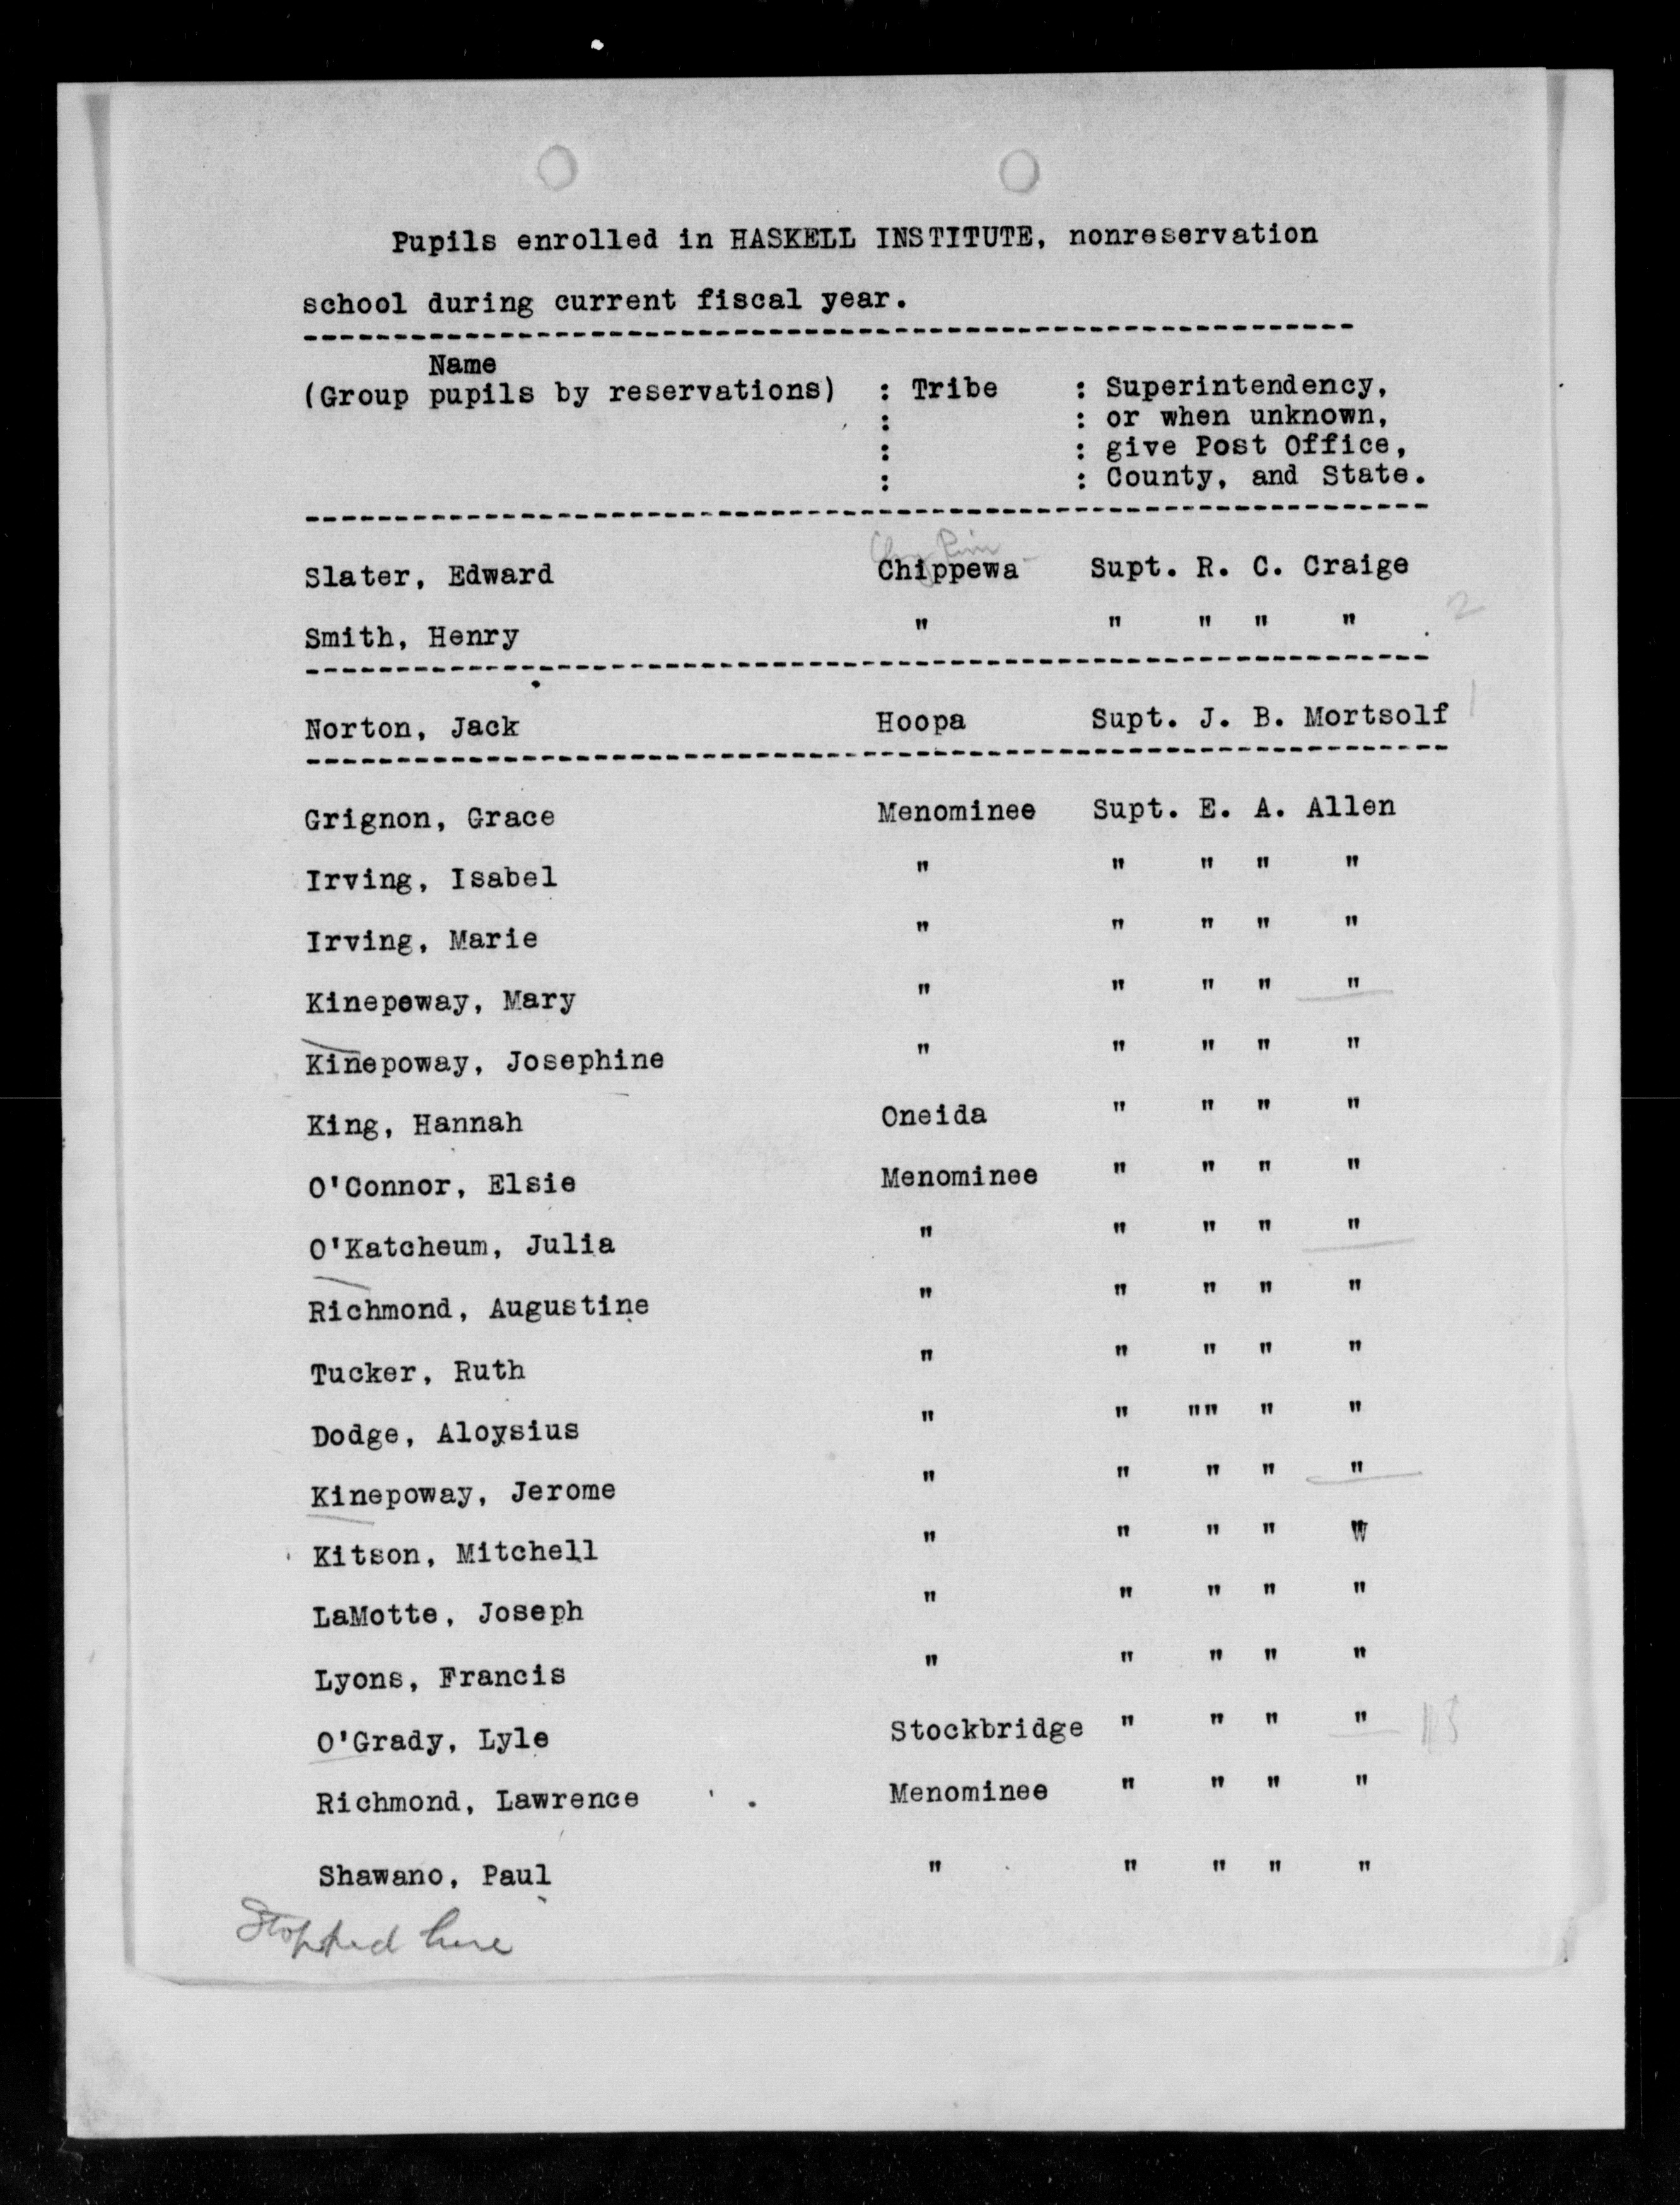 Pupils enrolled in HASKELL INSTITUTE, nonreservation
school during current fiscal year.
Name
(Group pupils by reservations) : Tribe : Superintendency,
: : or when unknown,
: : give Post Office,
: : County, and State.
Slater, Edward Chippewa Supt. R. C. Craige
Smith, Henry " " " " " 2
Norton, Jack Hoopa Supt. J. B. Mortsolf 1
Grignon, Grace Menominee Supt. E. A. Allen
Irving, Isabel " " " " "
Irving, Marie " " " " "
Kinepoway, Mary " " " " "
Kinepoway, Josephine " " " " "
King, Hannah Oneida " " " "
O'Connor, Elsie Menominee " " " "
O'Katcheum, Julia " " " " "
Richmond, Augustine " " " " "
Tucker, Ruth " " " " "
Dodge, Aloysius " " "" " "
Kinepoway, Jerome " " " " "
Kitson, Mitchell " " " " "
LaMotte, Joseph " " " " "
Lyons, Francis " " " " "
O'Grady, Lyle Stockbridge " " " "
Richmond, Lawrence Menominee " " " "
Shawano, Paul " " " " "
Stopped here